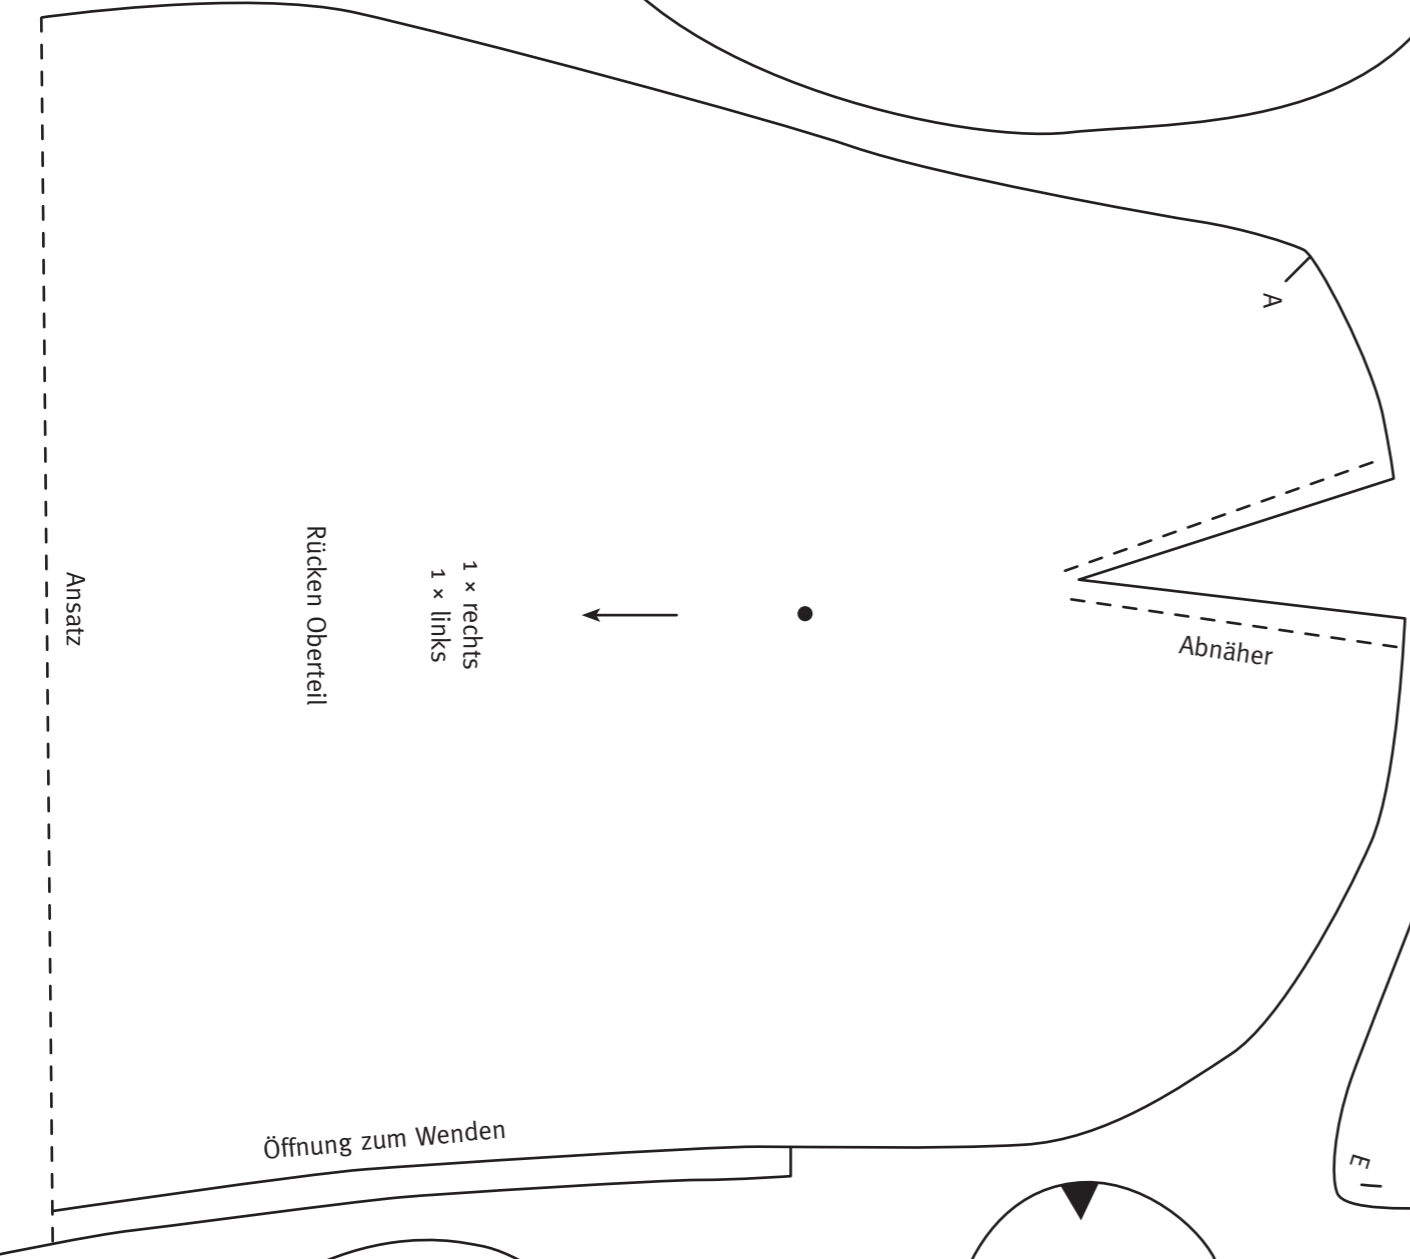 A
Abnäher
1 × rechts
1 × links
Rücken Oberteil
Ansatz
Öffnung zum Wenden
E